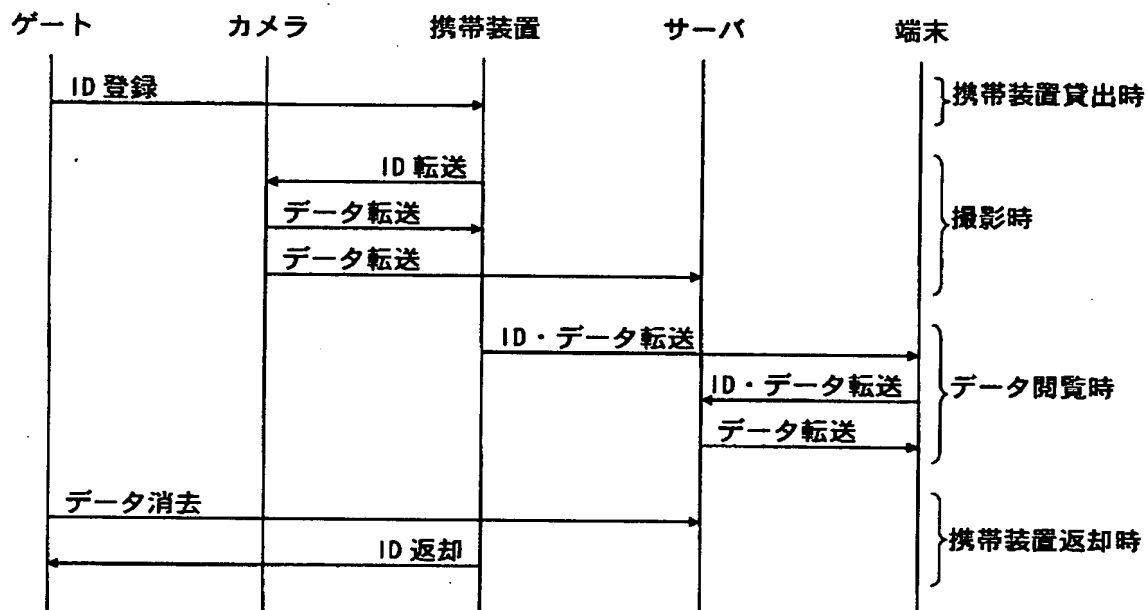 ゲート カメラ 携帯装置 サーバ 端末
ID登録
携帯装置貸出時
ID転送
データ転送
撮影時
データ転送
ID・データ転送
ID・データ転送
データ閲覧時
データ転送
データ消去
携帯装置返却時
ID返却